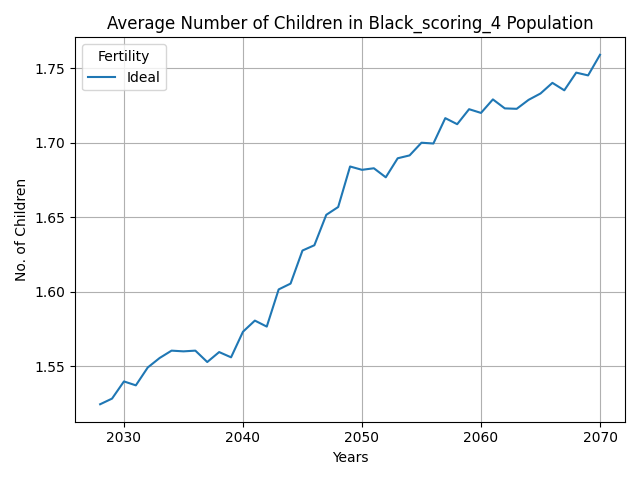 Average Number of Children in Black_scoring_4 Population
Fertility
Ideal
1.75
1.70
1.65
1.60
1.55
No. of Children
2030 2040 2050 2060 2070
Years